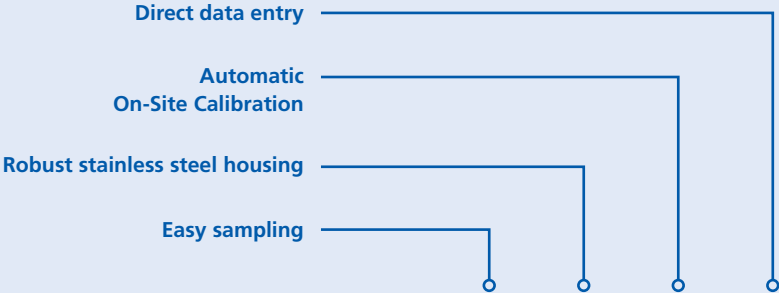 Direct data entry
Automatic
On-Site Calibration
Robust stainless steel housing
Easy sampling